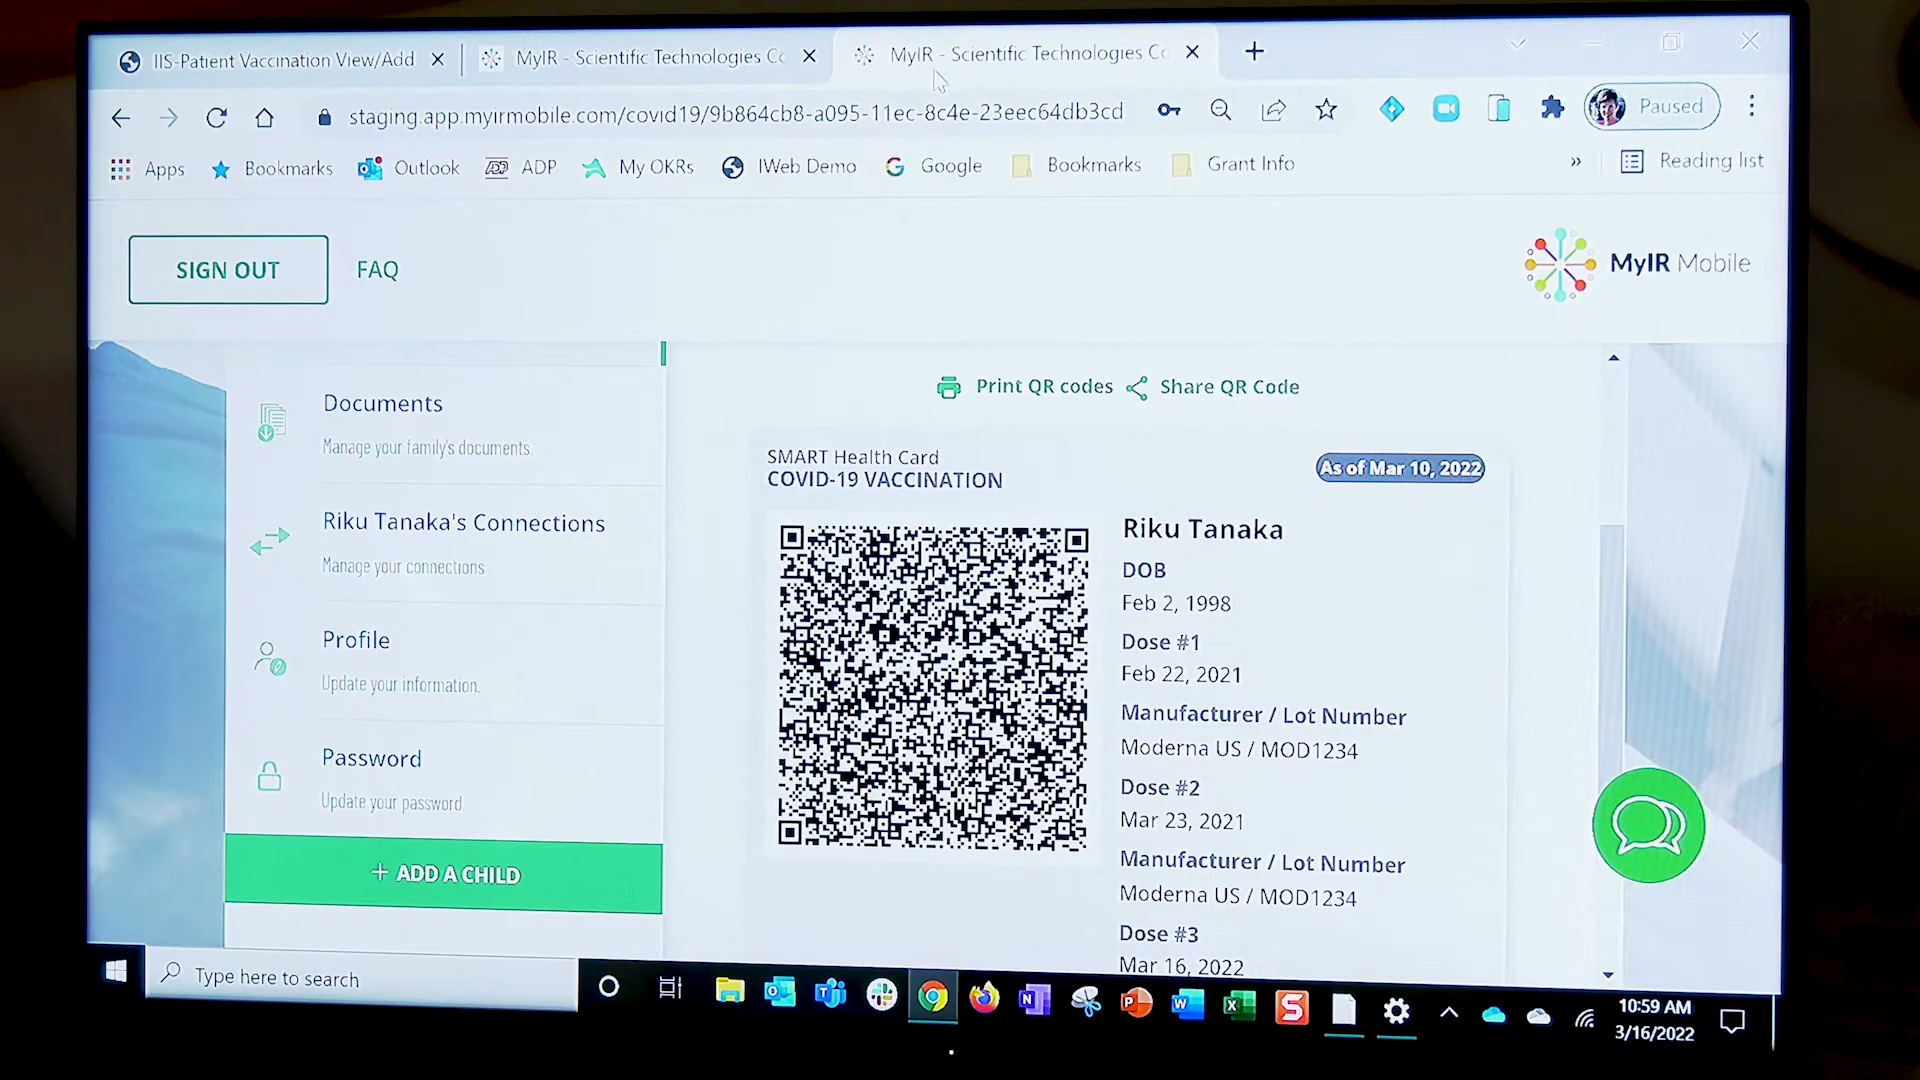 IIS-Patient Vaccination View/Add
MyIR - Scientific Technologies Co
MyIR - Scientific Technologies Co
staging.app.myirmobile.com/covid19/9b864cb8-a095-11ec-8c4e-23eec64db3cd
Paused
Apps
Bookmarks
Outlook
ADP
My OKRs
IWeb Demo
Google
Bookmarks
Grant Info
»
Reading list
SIGN OUT
FAQ
MyIR Mobile
Documents
Manage your family's documents.
Riku Tanaka's Connections
Manage your connections
Profile
Update your information.
Password
Update your password.
+ ADD A CHILD
Print QR codes
Share QR Code
SMART Health Card
COVID-19 VACCINATION
As of Mar 10, 2022
Riku Tanaka
DOB
Feb 2, 1998
Dose #1
Feb 22, 2021
Manufacturer / Lot Number
Moderna US / MOD1234
Dose #2
Mar 23, 2021
Manufacturer / Lot Number
Moderna US / MOD1234
Dose #3
Mar 16, 2022
Type here to search
10:59 AM
3/16/2022